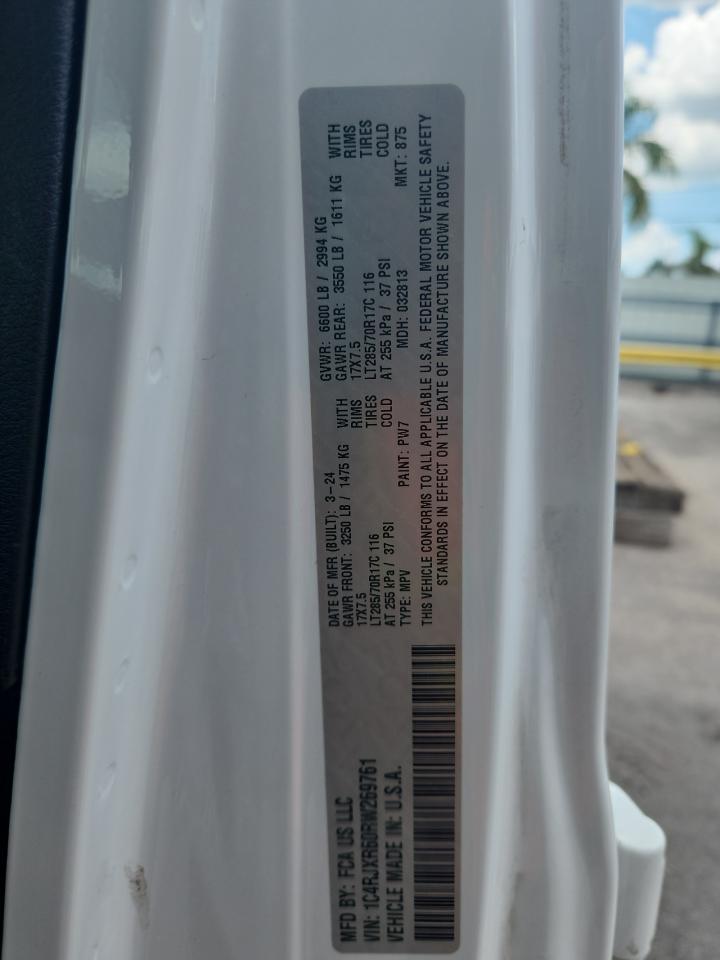 MFD BY: FCA US LLC
VIN: 1C4RJXR60RW269761
VEHICLE MADE IN: U.S.A.
DATE OF MFR (BUILT): 3-24 GVWR: 6600 LB / 2994 KG
GAWR FRONT: 3250 LB / 1475 KG WITH GAWR REAR: 3550 LB / 1611 KG WITH
17X7.5 RIMS 17X7.5 RIMS
LT285/70R17C 116 TIRES LT285/70R17C 116 TIRES
AT 255 kPa / 37 PSI COLD AT 255 kPa / 37 PSI COLD
TYPE: MPV PAINT: PW7 MDH: 032813 MKT: 875
THIS VEHICLE CONFORMS TO ALL APPLICABLE U.S.A. FEDERAL MOTOR VEHICLE SAFETY
STANDARDS IN EFFECT ON THE DATE OF MANUFACTURE SHOWN ABOVE.